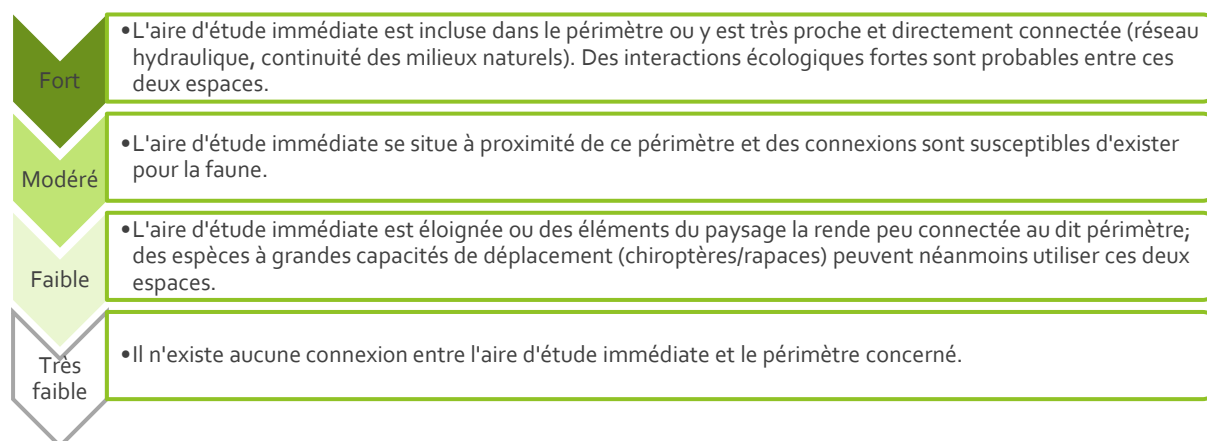 Fort
•L'aire d'étude immédiate est incluse dans le périmètre ou y est très proche et directement connectée (réseau
hydraulique, continuité des milieux naturels). Des interactions écologiques fortes sont probables entre ces
deux espaces.
Modéré
•L'aire d'étude immédiate se situe à proximité de ce périmètre et des connexions sont susceptibles d'exister
pour la faune.
Faible
•L'aire d'étude immédiate est éloignée ou des éléments du paysage la rende peu connectée au dit périmètre;
des espèces à grandes capacités de déplacement (chiroptères/rapaces) peuvent néanmoins utiliser ces deux
espaces.
Très
faible
•Il n'existe aucune connexion entre l'aire d'étude immédiate et le périmètre concerné.